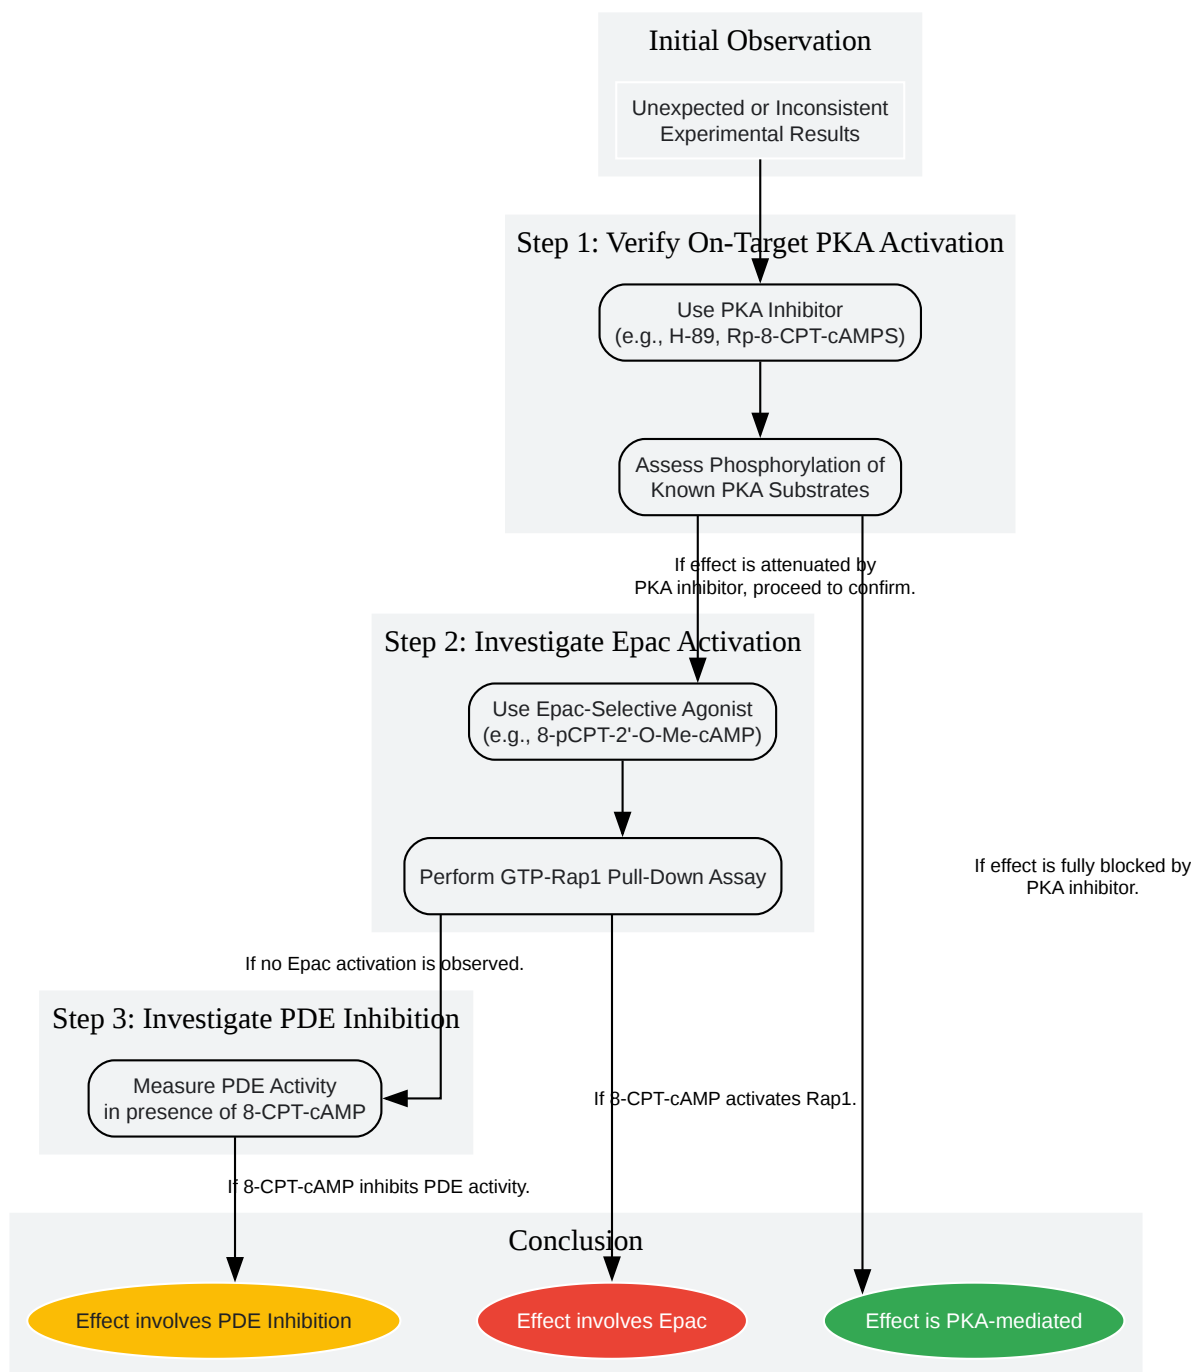 Initial Observation
Unexpected or Inconsistent
Experimental Results
Step 1: Verify On-Target PKA Activation
Use PKA Inhibitor
(e.g., H-89, Rp-8-CPT-cAMPS)
Assess Phosphorylation of
Known PKA Substrates
If effect is attenuated by
PKA inhibitor, proceed to confirm.
Step 2: Investigate Epac Activation
Use Epac-Selective Agonist
(e.g., 8-pCPT-2'-O-Me-cAMP)
Perform GTP-Rap1 Pull-Down Assay
If effect is fully blocked by
PKA inhibitor.
If no Epac activation is observed.
Step 3: Investigate PDE Inhibition
Measure PDE Activity
in presence of 8-CPT-cAMP
If 8-CPT-cAMP activates Rap1.
If 8-CPT-cAMP inhibits PDE activity.
Conclusion
Effect involves PDE Inhibition
Effect involves Epac
Effect is PKA-mediated